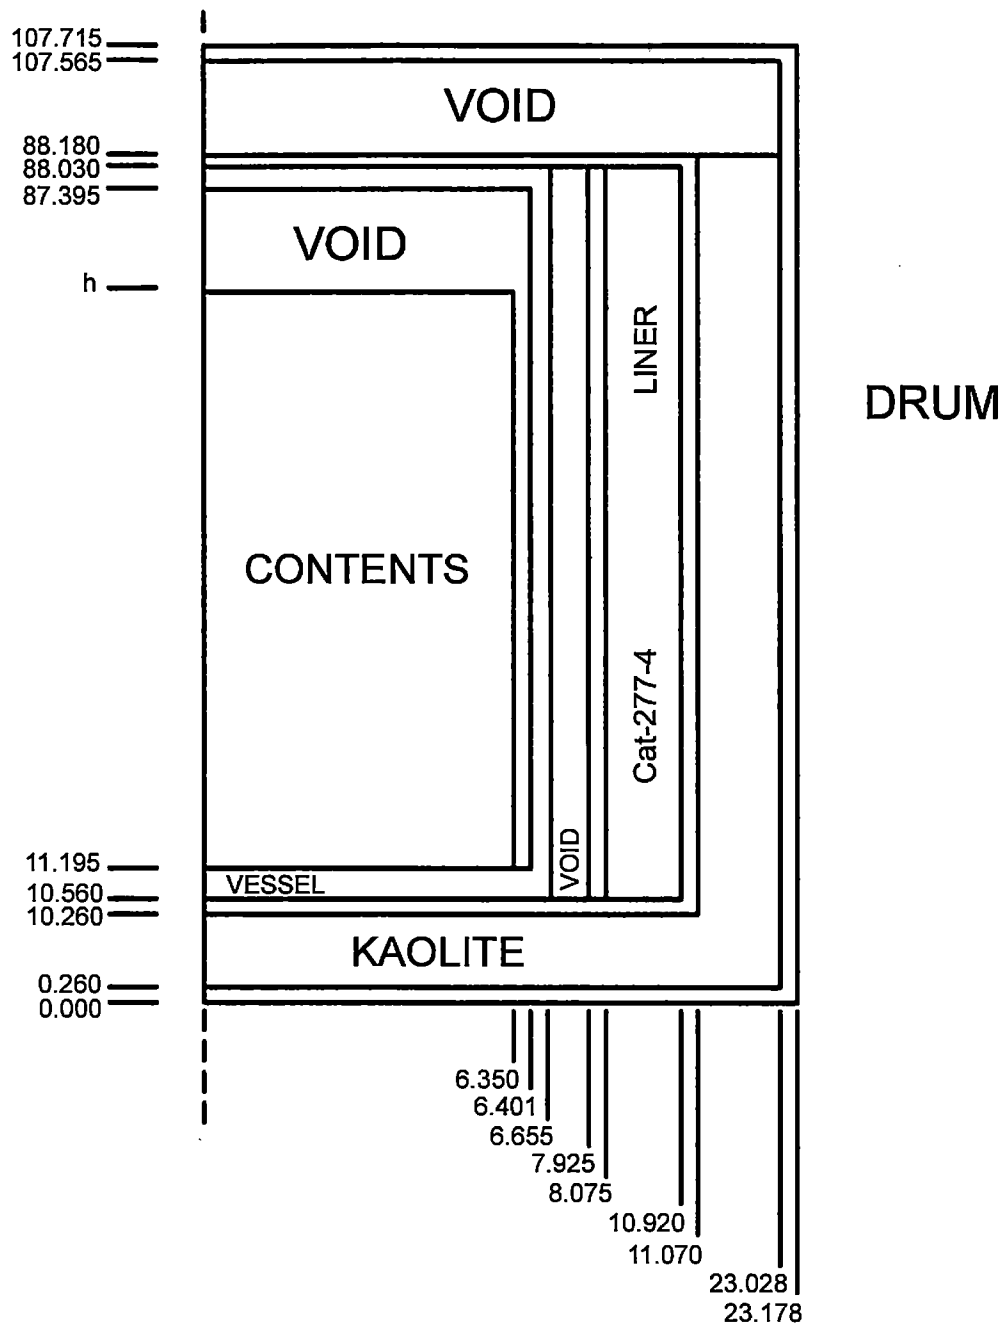 107.715
107.565
VOID
88.180
88.030
87.395
VOID
h
LINER
DRUM
CONTENTS
Cat-277-4
VOID
11.195
VESSEL
10.560
10.260
KAOLITE
0.260
0.000
6.350
6.401
6.655
7.925
8.075
10.920
11.070
23.028
23.178